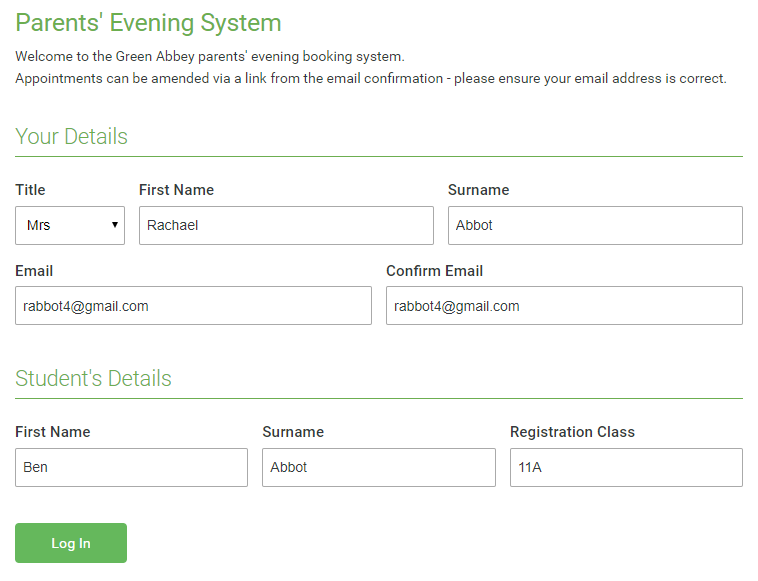 Parents' Evening System
Welcome to the Green Abbey parents' evening booking system.
Appointments can be amended via a link from the email confirmation - please ensure your email address is correct.
Your Details
Title First Name Surname
Mrs Rachael Abbot
Email Confirm Email
rabbot4@gmail.com rabbot4@gmail.com
Student's Details
First Name Surname Registration Class
Ben Abbot 11A
Log In